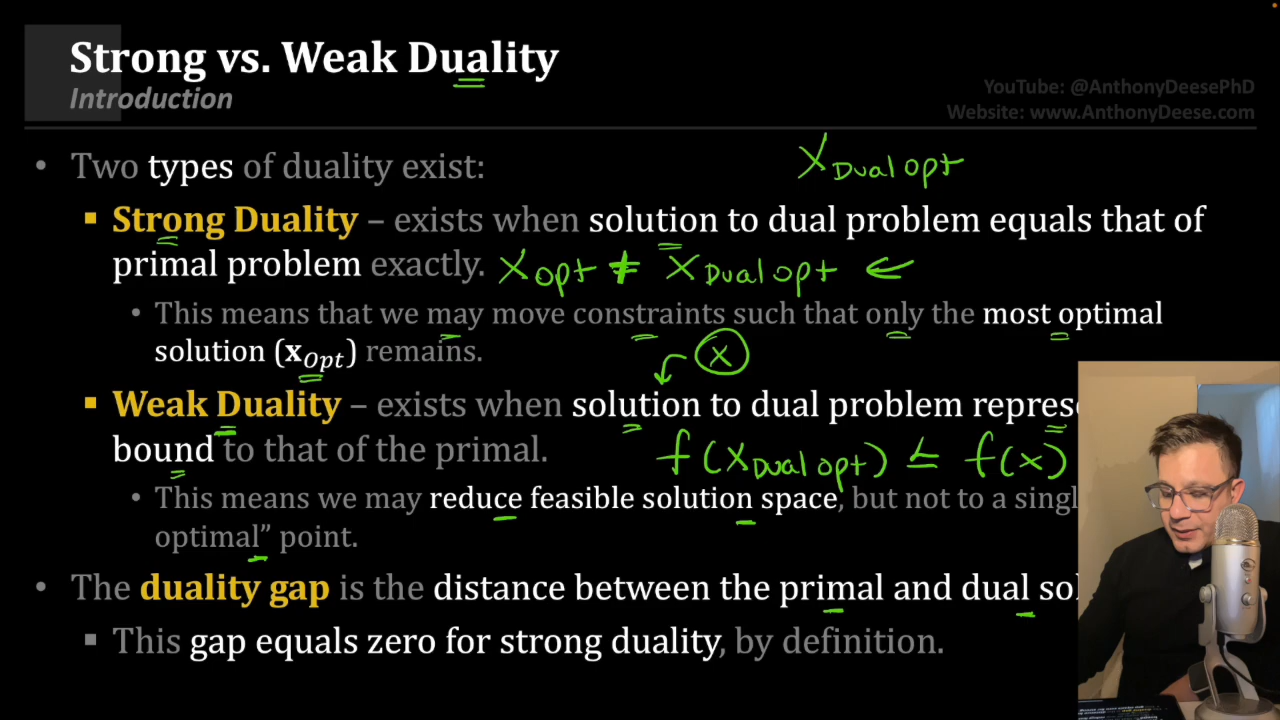 Strong vs. Weak Duality
Introduction
YouTube: @AnthonyDeesePhD
Website: www.AnthonyDeese.com
• Two types of duality exist:
X Dual opt
▪ Strong Duality – exists when solution to dual problem equals that of
primal problem exactly. X opt ≠ X Dual opt ←
• This means that we may move constraints such that only the most optimal
solution (x_Opt) remains.
X
▪ Weak Duality – exists when solution to dual problem
bound to that of the primal.
f(X Dual opt) ≤ f(x)
• This means we may reduce feasible solution space, but not to a
optimal” point.
• The duality gap is the distance between the primal and dual
▪ This gap equals zero for strong duality, by definition.